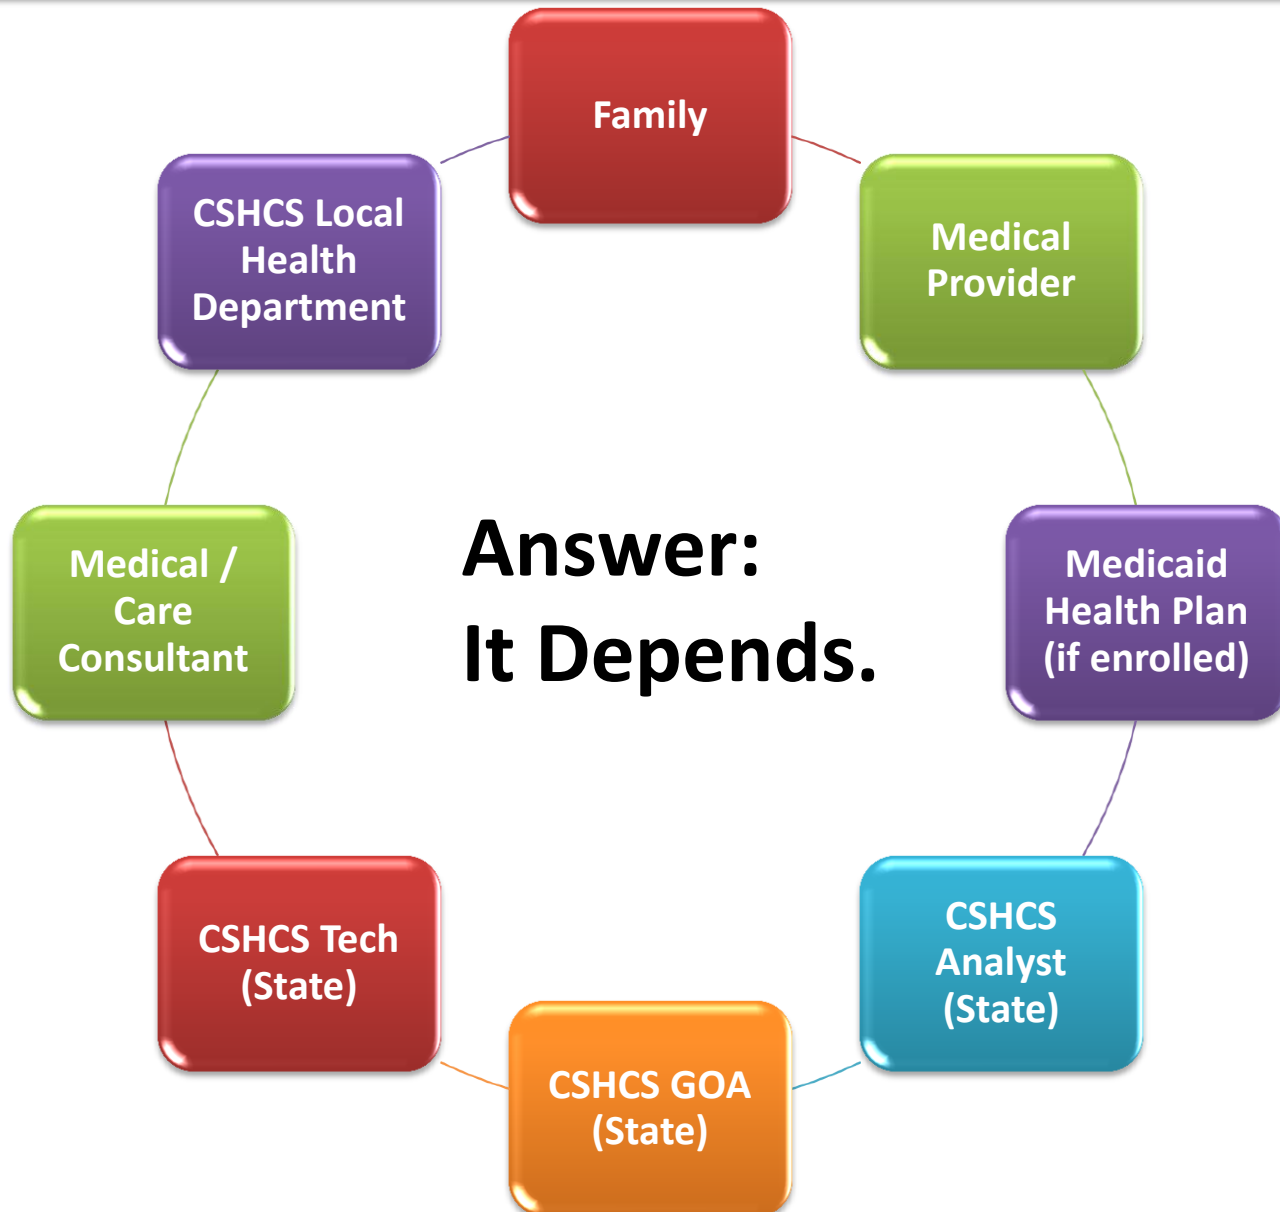 Family
Medical
Provider
Medicaid
Health Plan
(if enrolled)
CSHCS
Analyst
(State)
CSHCS GOA
(State)
CSHCS Tech
(State)
Medical /
Care
Consultant
CSHCS Local
Health
Department
Answer:
It Depends.